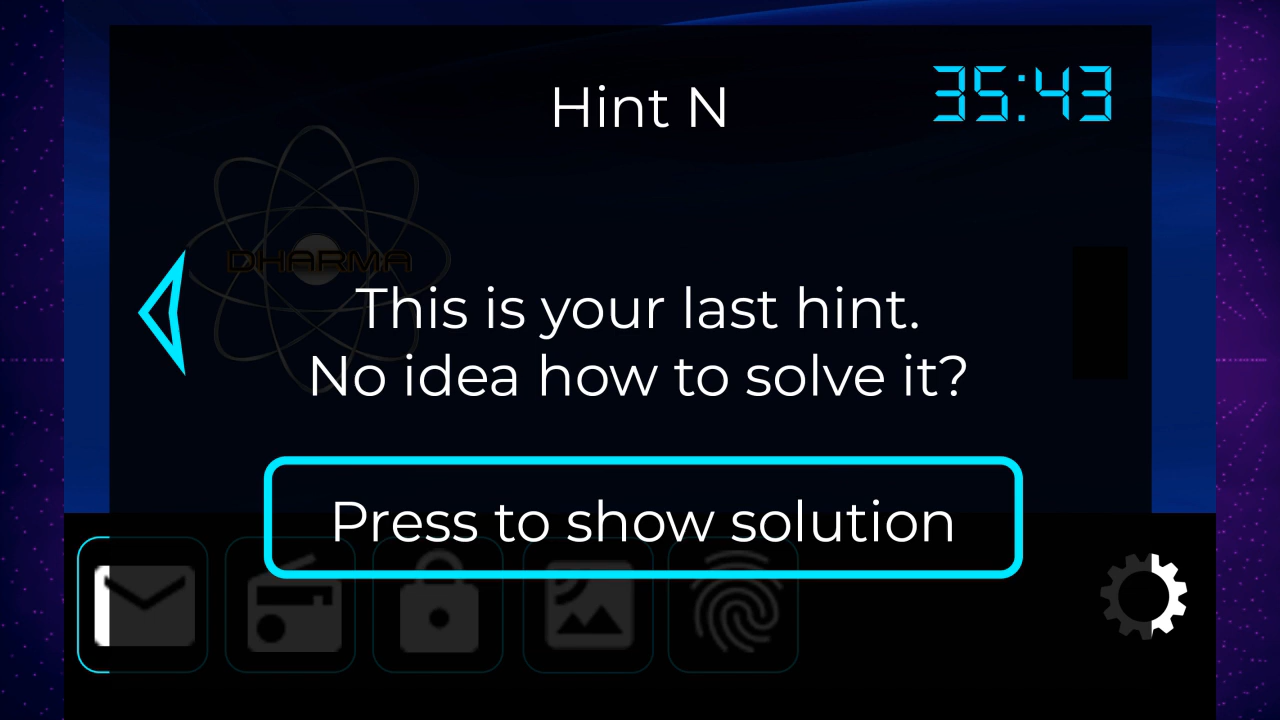 Hint N
35:43
DHARMA
This is your last hint.
No idea how to solve it?
Press to show solution